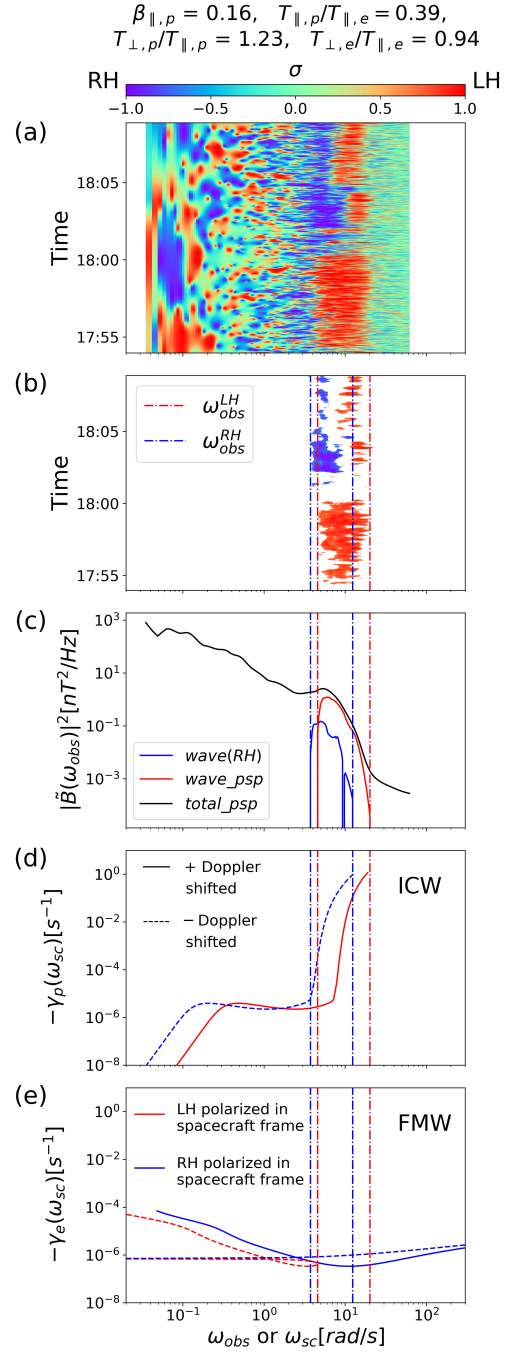 β∥,p = 0.16, T∥,p/T∥,e = 0.39,
T⊥,p/T∥,p = 1.23, T⊥,e/T∥,e = 0.94
σ
RH LH
−1.0 −0.5 0.0 0.5 1.0
(a)
Time
18:05
18:00
17:55
(b)
Time
18:05
18:00
17:55
ω_obs^LH
ω_obs^RH
(c)
|B̃(ω_obs)|²[nT²/Hz]
10³
10¹
10⁻¹
10⁻³
wave(RH)
wave_psp
total_psp
(d)
−γ_p(ω_sc)[s⁻¹]
10⁰
10⁻²
10⁻⁴
10⁻⁶
10⁻⁸
+ Doppler
shifted
− Doppler
shifted
ICW
(e)
−γ_e(ω_sc)[s⁻¹]
10⁰
10⁻²
10⁻⁴
10⁻⁶
10⁻⁸
LH polarized in
spacecraft frame
RH polarized in
spacecraft frame
FMW
10⁻¹ 10⁰ 10¹ 10²
ω_obs or ω_sc[rad/s]